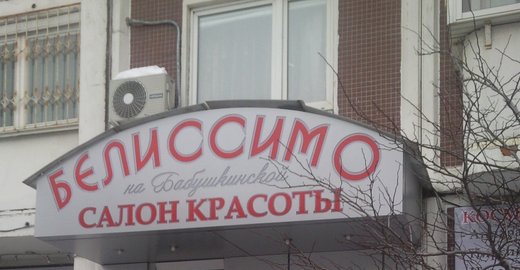 БЕЛИССИМО
на Бабушкинской
САЛОН КРАСОТЫ